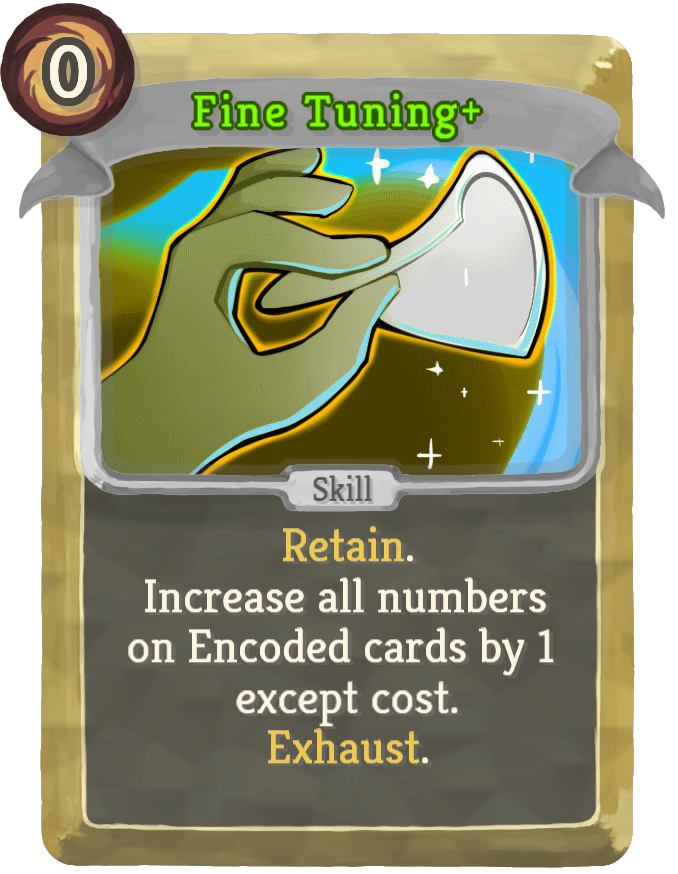 0
Fine Tuning+
Skill
Retain.
Increase all numbers
on Encoded cards by 1
except cost.
Exhaust.